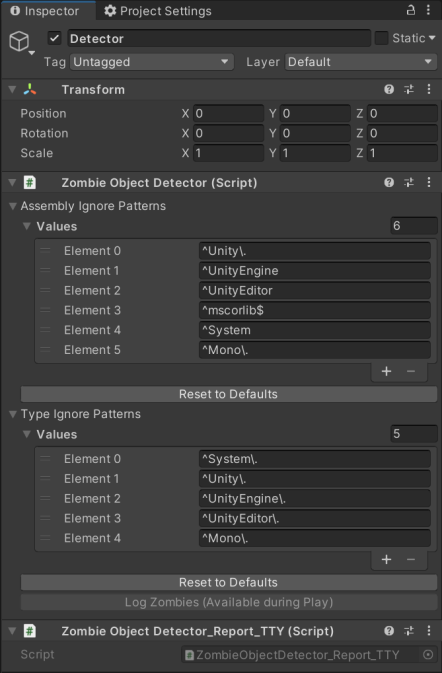 Inspector Project Settings
Detector Static
Tag Untagged Layer Default
Transform
Position X 0 Y 0 Z 0
Rotation X 0 Y 0 Z 0
Scale X 1 Y 1 Z 1
# Zombie Object Detector (Script)
Assembly Ignore Patterns
Values 6
Element 0 ^Unity\.
Element 1 ^UnityEngine
Element 2 ^UnityEditor
Element 3 ^mscorlib$
Element 4 ^System
Element 5 ^Mono\.
+ −
Reset to Defaults
Type Ignore Patterns
Values 5
Element 0 ^System\.
Element 1 ^Unity\.
Element 2 ^UnityEngine\.
Element 3 ^UnityEditor\.
Element 4 ^Mono\.
+ −
Reset to Defaults
Log Zombies (Available during Play)
# Zombie Object Detector_Report_TTY (Script)
Script # ZombieObjectDetector_Report_TTY